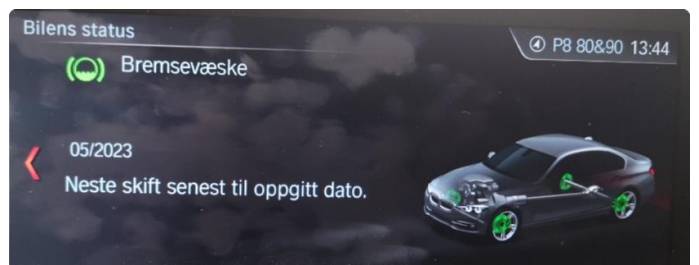 Bilens status
P8 80&90 13:44
Bremsevæske
05/2023
Neste skift senest til oppgitt dato.